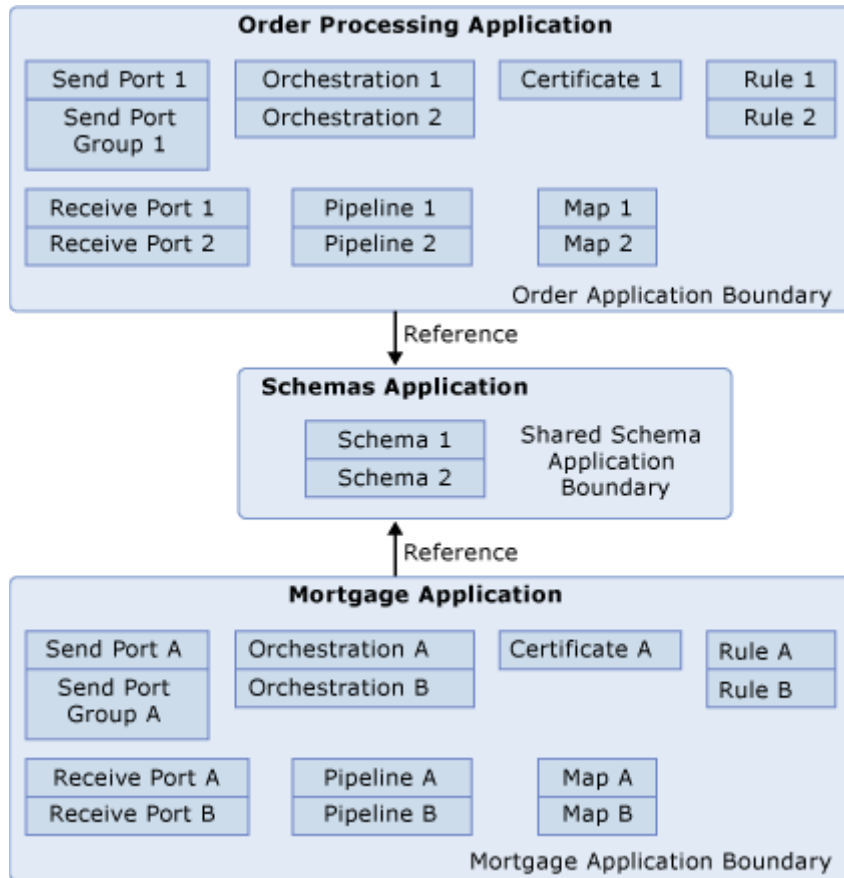 Order Processing Application
Send Port 1
Send Port
Group 1
Orchestration 1
Orchestration 2
Certificate 1
Rule 1
Rule 2
Receive Port 1
Receive Port 2
Pipeline 1
Pipeline 2
Map 1
Map 2
Order Application Boundary
Reference
Schemas Application
Schema 1
Schema 2
Shared Schema
Application
Boundary
Reference
Mortgage Application
Send Port A
Send Port
Group A
Orchestration A
Orchestration B
Certificate A
Rule A
Rule B
Receive Port A
Receive Port B
Pipeline A
Pipeline B
Map A
Map B
Mortgage Application Boundary